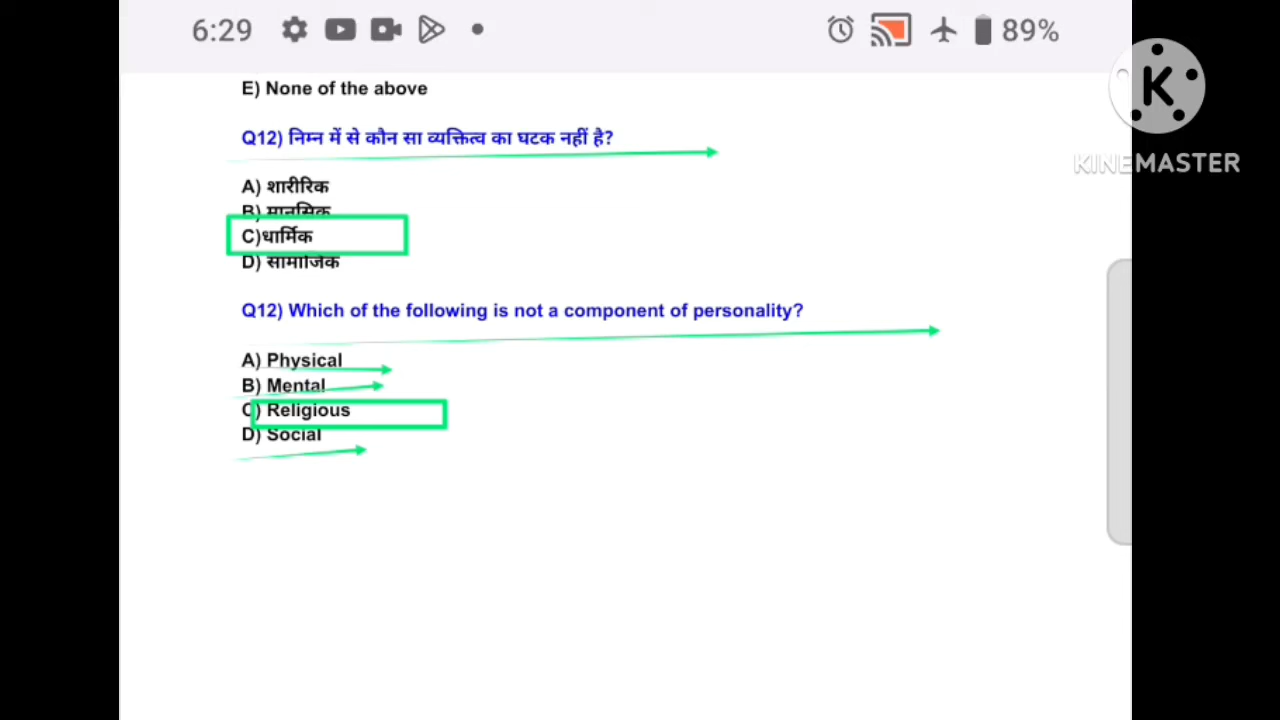 6:29
89%
K
KINEMASTER
E) None of the above
Q12) निम्न में से कौन सा व्यक्तित्व का घटक नहीं है?
A) शारीरिक
B) मानसिक
C)धार्मिक
D) सामाजिक
Q12) Which of the following is not a component of personality?
A) Physical
B) Mental
C) Religious
D) Social